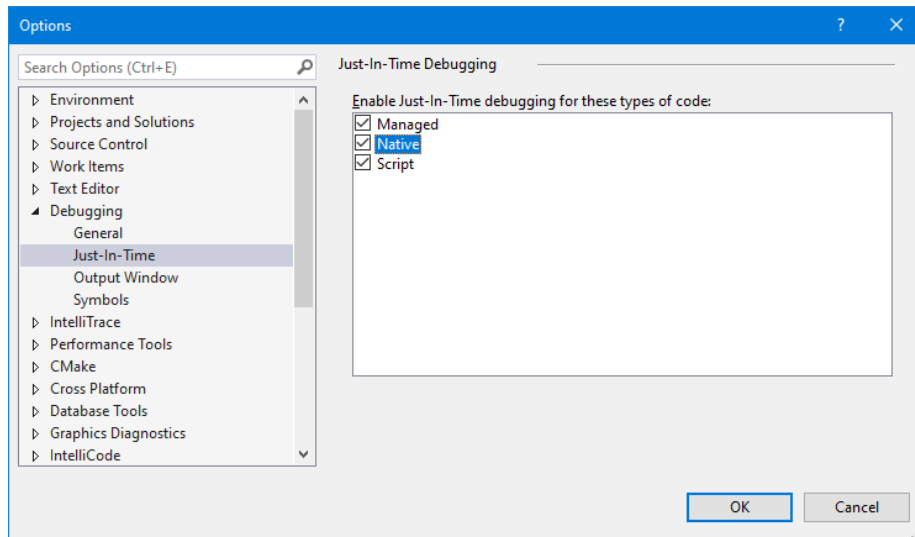 Options
Search Options (Ctrl+E)
Environment
Projects and Solutions
Source Control
Work Items
Text Editor
Debugging
General
Just-In-Time
Output Window
Symbols
IntelliTrace
Performance Tools
CMake
Cross Platform
Database Tools
Graphics Diagnostics
IntelliCode
Just-In-Time Debugging
Enable Just-In-Time debugging for these types of code:
Managed
Native
Script
OK
Cancel